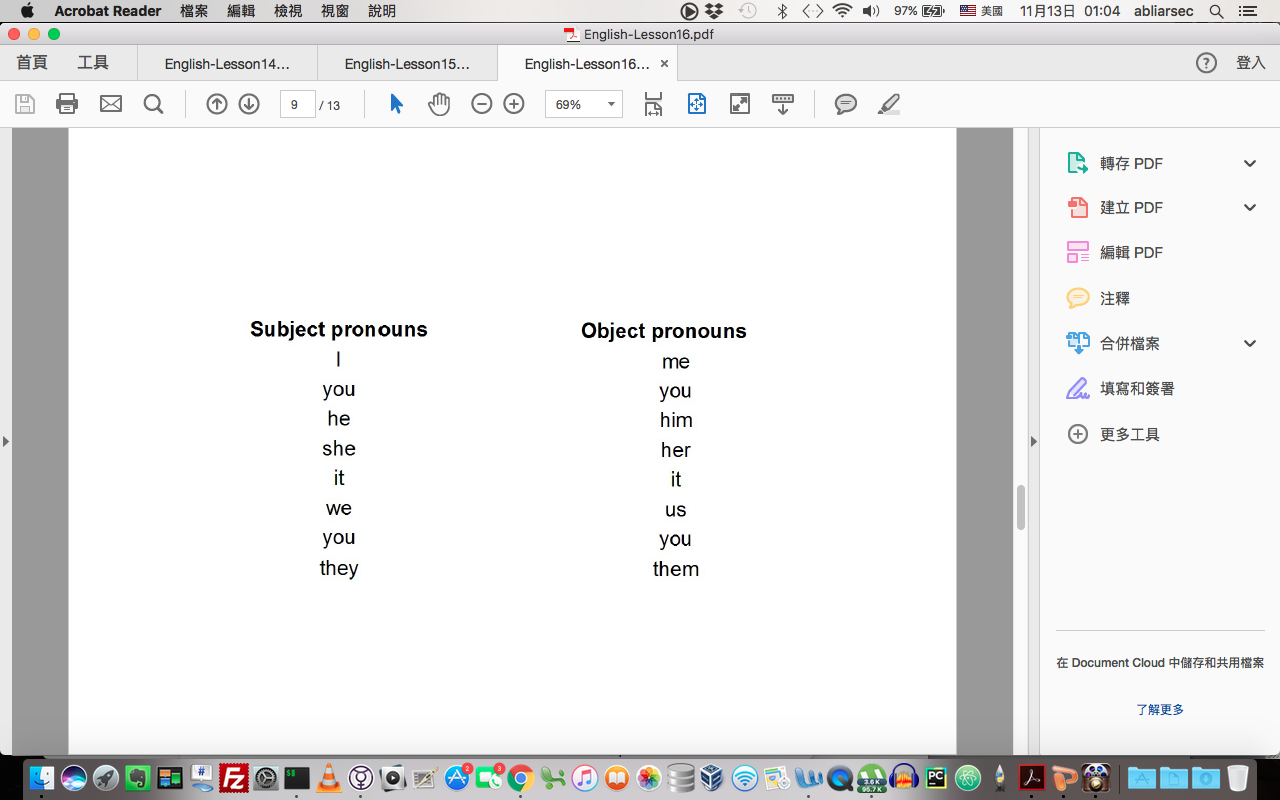 Acrobat Reader 檔案 編輯 檢視 視窗 說明 97% 美國 11月13日 01:04 abliarsec
English-Lesson16.pdf
首頁 工具 English-Lesson14... English-Lesson15... English-Lesson16... × ? 登入
9 / 13 69%
轉存 PDF
建立 PDF
編輯 PDF
注釋
合併檔案
填寫和簽署
更多工具
Subject pronouns Object pronouns
I me
you you
he him
she her
it it
we us
you you
they them
在 Document Cloud 中儲存和共用檔案
了解更多
# Fz $$ 2 3 3.6 K 95.7 K PC